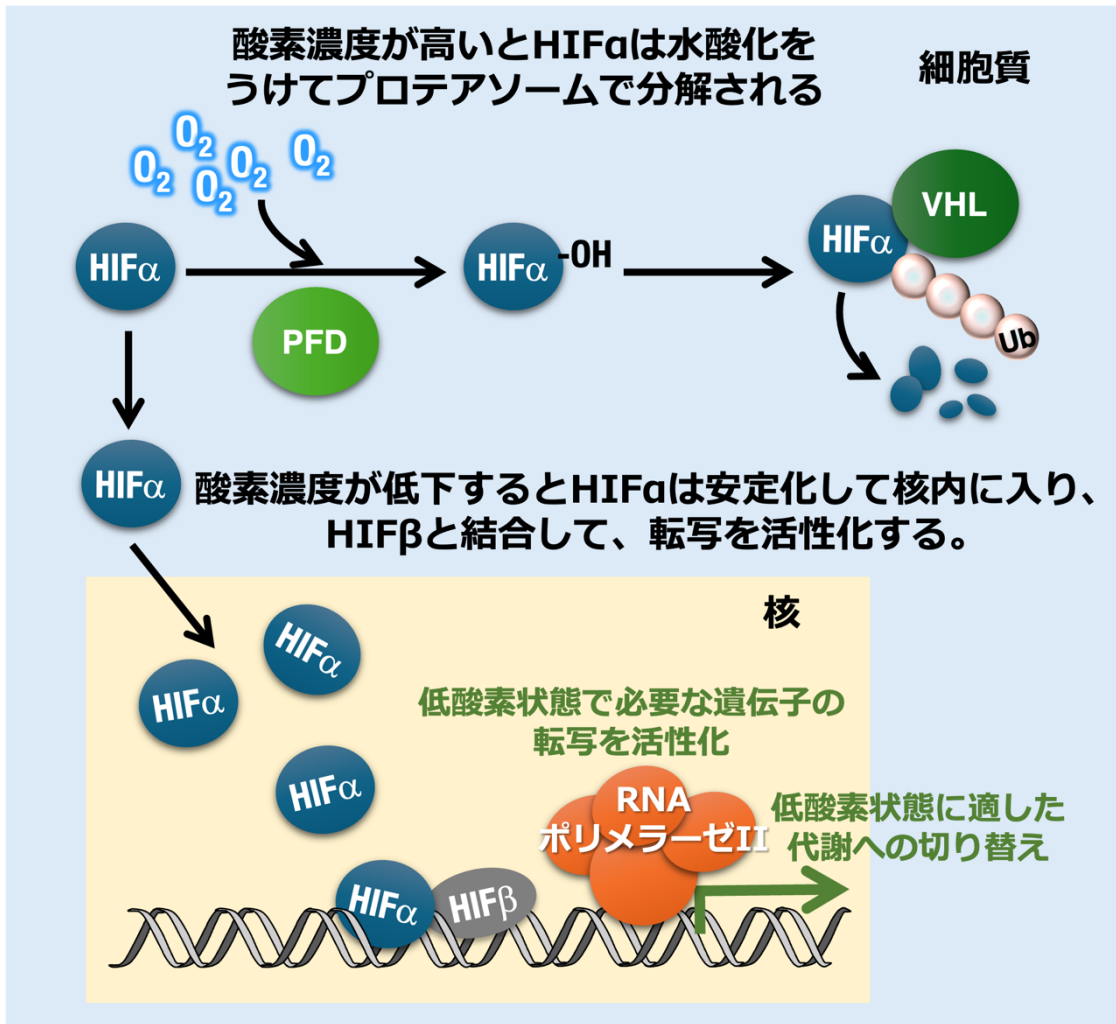 酸素濃度が高いとHIFαは水酸化を
うけてプロテアソームで分解される
細胞質
O2
O2
O2
O2
O2
HIFα
HIFα
-OH
HIFα
VHL
PFD
Ub
HIFα
酸素濃度が低下するとHIFαは安定化して核内に入り、
HIFβと結合して、転写を活性化する。
核
HIFα
HIFα
HIFα
低酸素状態で必要な遺伝子の
転写を活性化
RNA
ポリメラーゼII
低酸素状態に適した
代謝への切り替え
HIFα
HIFβ